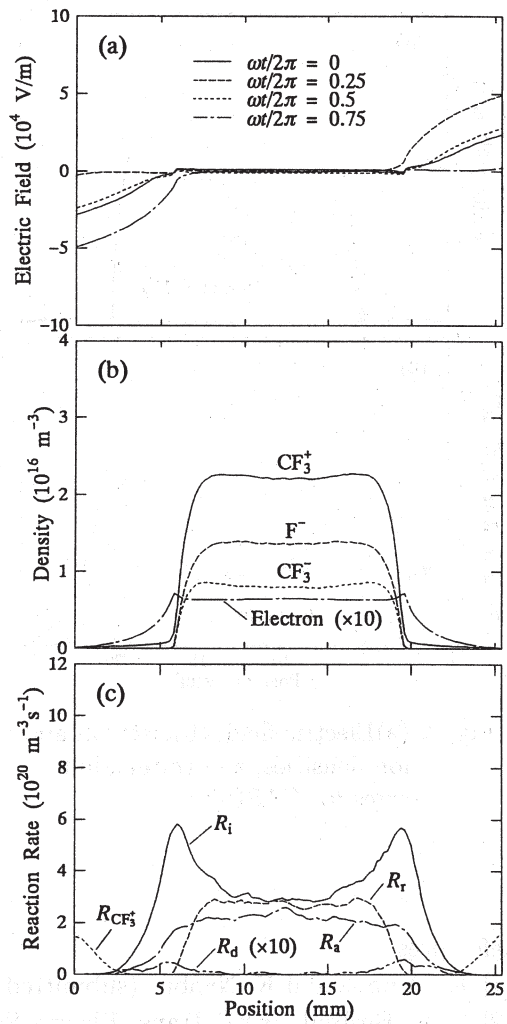 10
(a)
ωt/2π = 0
ωt/2π = 0.25
ωt/2π = 0.5
ωt/2π = 0.75
5
0
−5
−10
Electric Field (10⁴ V/m)
4
(b)
3
2
1
0
Density (10¹⁶ m⁻³)
CF₃⁺
F⁻
CF₃⁻
Electron (×10)
12
(c)
10
8
6
4
2
0
Reaction Rate (10²⁰ m⁻³s⁻¹)
Rᵢ
Rᵣ
R_CF₃⁺
R_d (×10)
Rₐ
0 5 10 15 20 25
Position (mm)